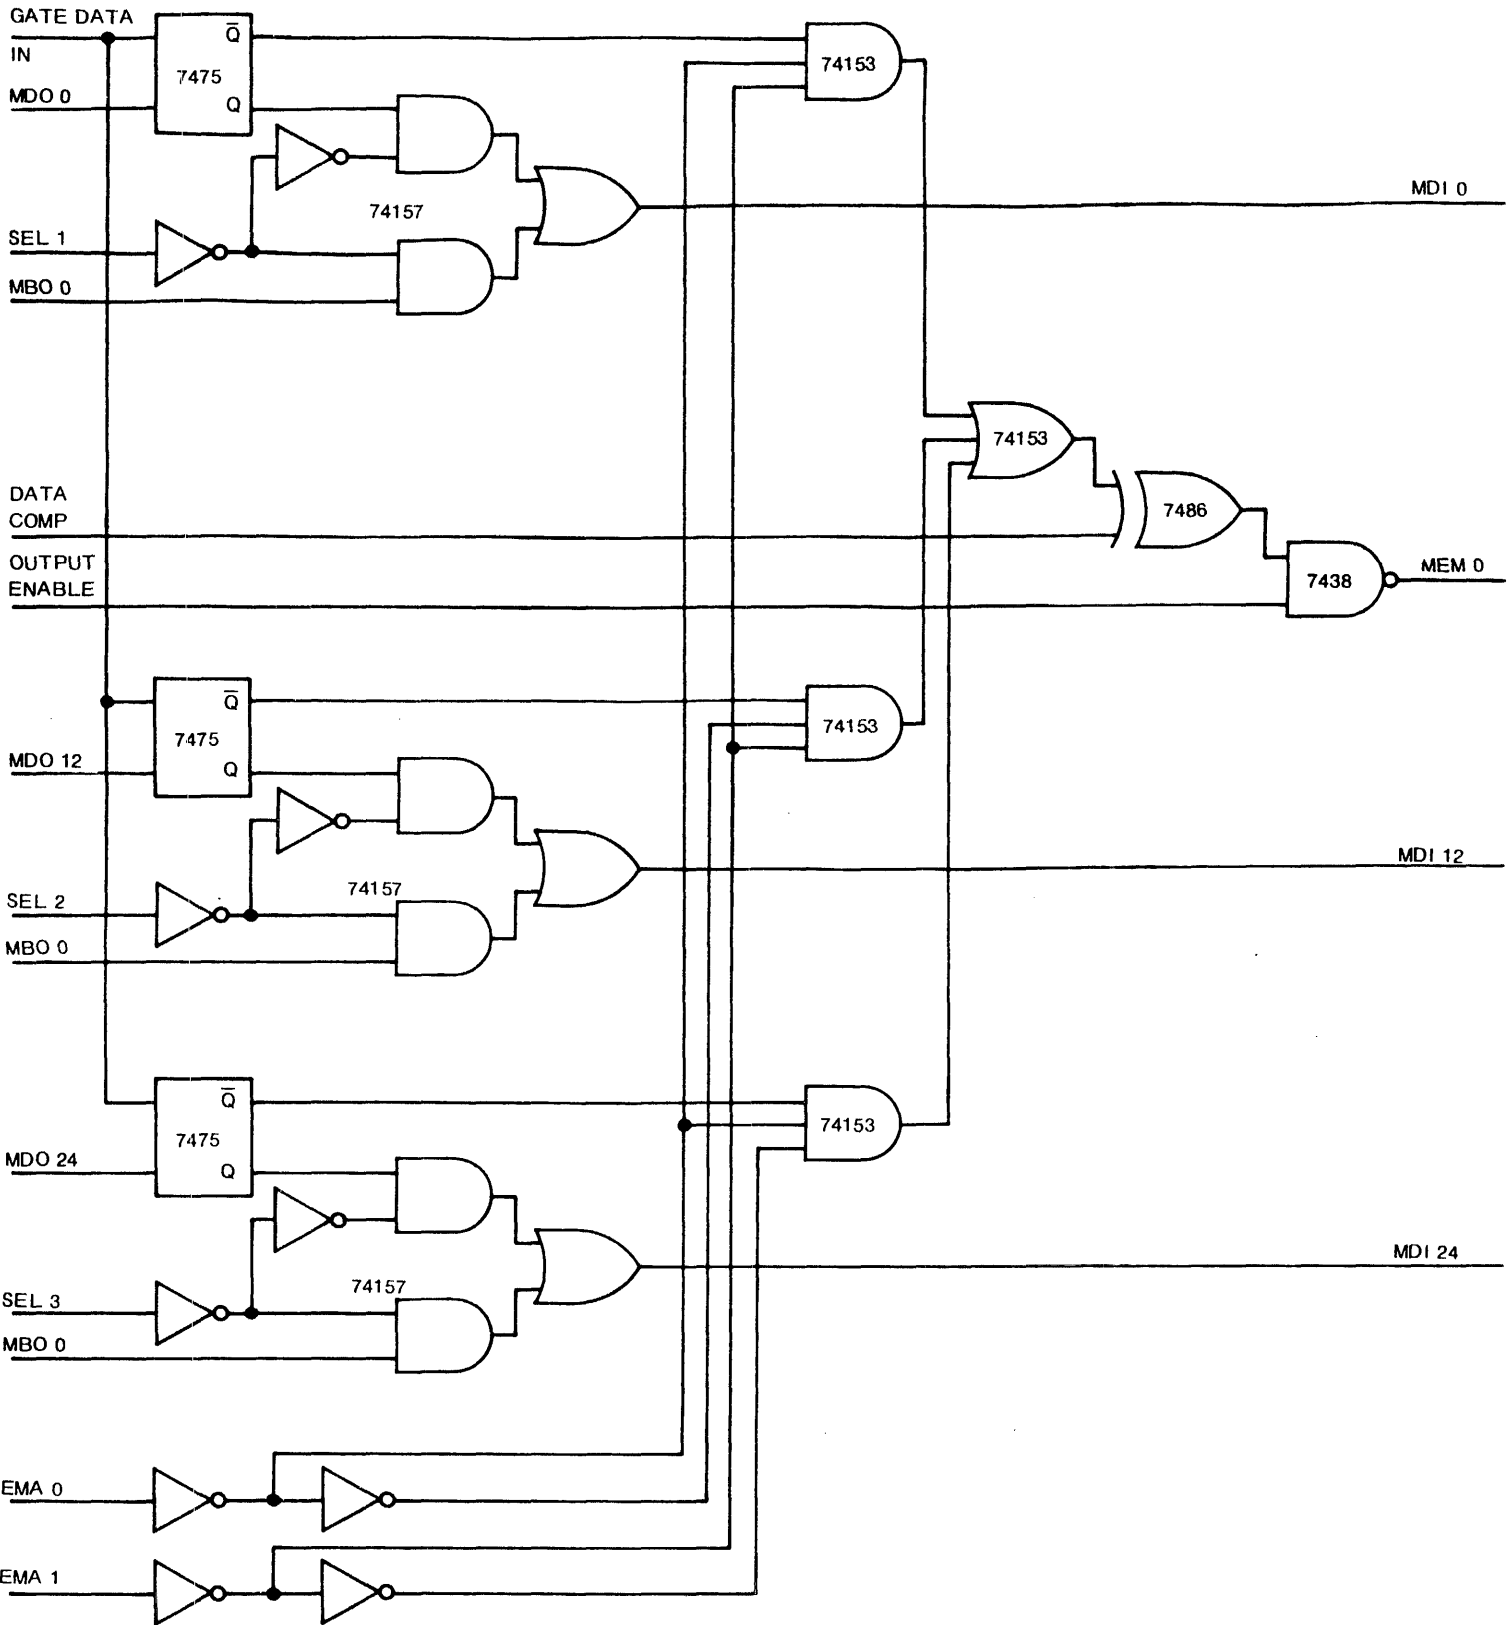 GATE DATA
IN
Q̅
7475
MDO 0
Q
74153
74157
MDI 0
SEL 1
MBO 0
74153
DATA
COMP
7486
OUTPUT
ENABLE
7438
MEM 0
Q̅
7475
MDO 12
Q
74153
74157
MDI 12
SEL 2
MBO 0
Q̅
7475
MDO 24
Q
74153
74157
MDI 24
SEL 3
MBO 0
EMA 0
EMA 1